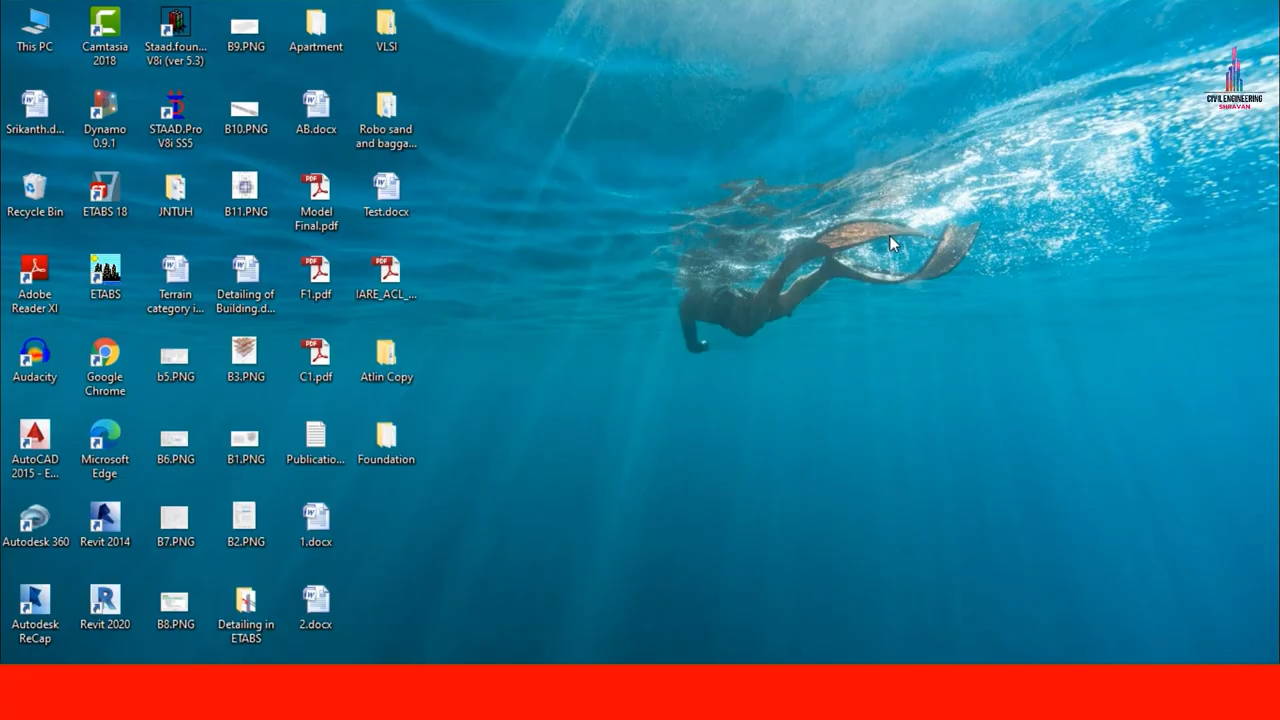 This PC
Camtasia
2018
Staad.foun...
V8i (ver 5.3)
B9.PNG
Apartment
VLSI
Srikanth.d...
Dynamo
0.9.1
STAAD.Pro
V8i SS5
B10.PNG
AB.docx
Robo sand
and bagga...
Recycle Bin
ETABS 18
JNTUH
B11.PNG
Model
Final.pdf
Test.docx
Adobe
Reader XI
ETABS
Terrain
category i...
Detailing of
Building.d...
F1.pdf
IARE_ACL_...
Audacity
Google
Chrome
b5.PNG
B3.PNG
C1.pdf
Atlin Copy
AutoCAD
2015 - E...
Microsoft
Edge
B6.PNG
B1.PNG
Publicatio...
Foundation
Autodesk 360
Revit 2014
B7.PNG
B2.PNG
1.docx
Autodesk
ReCap
Revit 2020
B8.PNG
Detailing in
ETABS
2.docx
CIVIL ENGINEERING
SHRAVAN